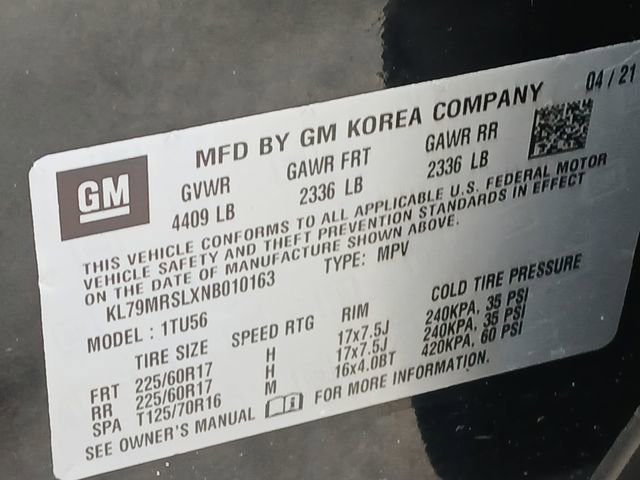 04/21
MFD BY GM KOREA COMPANY
GM
GVWR GAWR FRT GAWR RR
4409 LB 2336 LB 2336 LB
THIS VEHICLE CONFORMS TO ALL APPLICABLE U.S. FEDERAL MOTOR
VEHICLE SAFETY AND THEFT PREVENTION STANDARDS IN EFFECT
ON THE DATE OF MANUFACTURE SHOWN ABOVE.
KL79MRSLXNB010163 TYPE: MPV
MODEL : 1TU56
TIRE SIZE SPEED RTG RIM COLD TIRE PRESSURE
FRT 225/60R17 H 17x7.5J 240KPA, 35 PSI
RR 225/60R17 H 17x7.5J 240KPA, 35 PSI
SPA T125/70R16 M 16x4.0BT 420KPA, 60 PSI
SEE OWNER'S MANUAL FOR MORE INFORMATION.